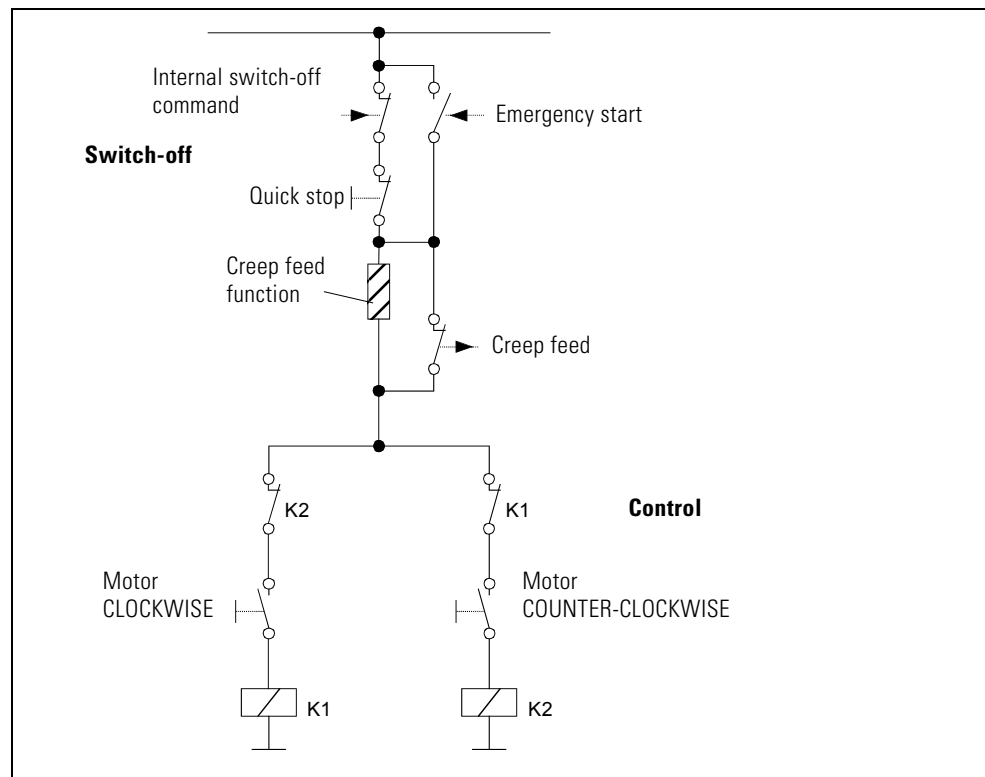 Internal switch-off
command
Emergency start
Switch-off
Quick stop
Creep feed
function
Creep feed
K2
K1
Control
Motor
CLOCKWISE
Motor
COUNTER-CLOCKWISE
K1
K2